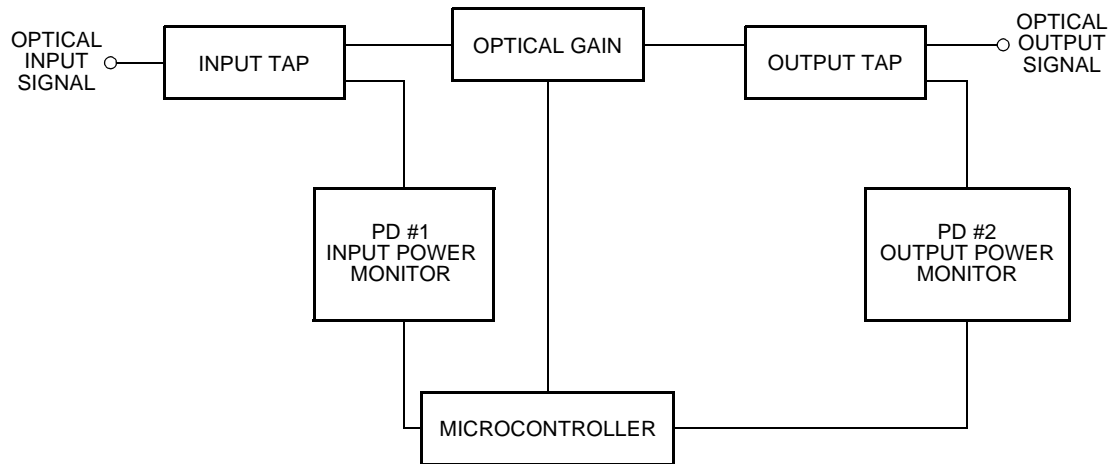 OPTICAL
INPUT
SIGNAL
INPUT TAP
OPTICAL GAIN
OUTPUT TAP
OPTICAL
OUTPUT
SIGNAL
PD #1
INPUT POWER
MONITOR
PD #2
OUTPUT POWER
MONITOR
MICROCONTROLLER